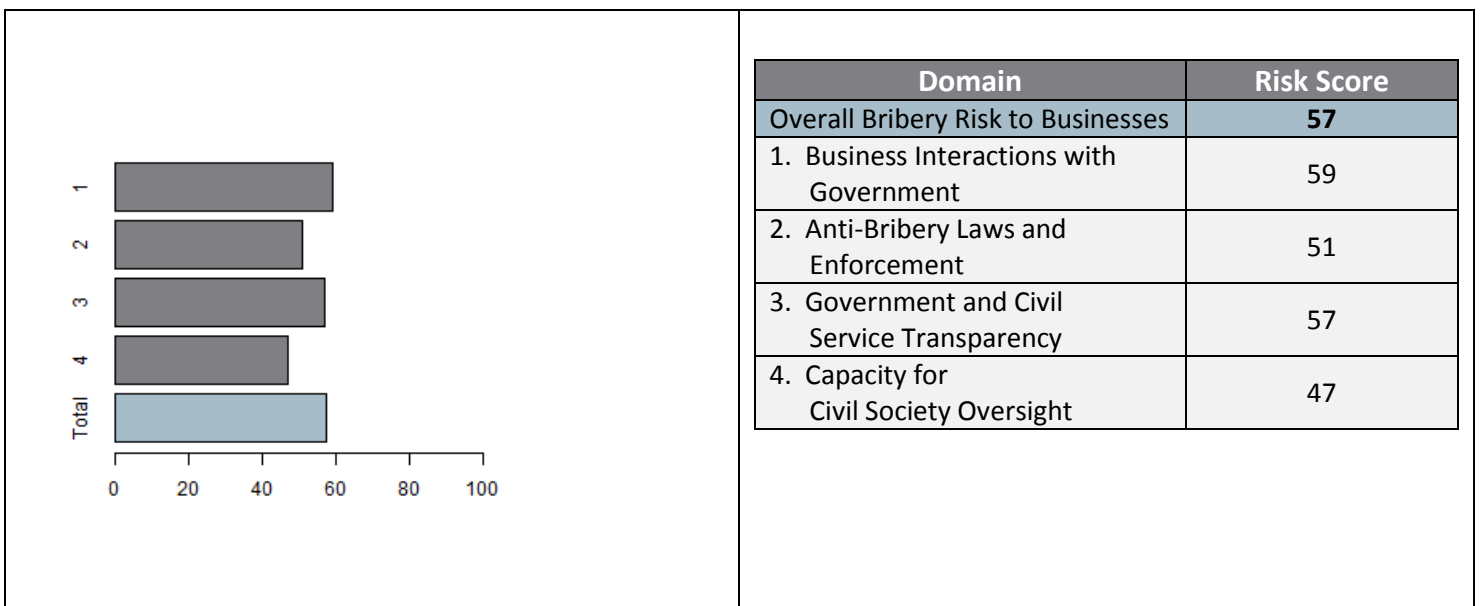 1
2
3
4
Total
0 20 40 60 80 100
Domain Risk Score
Overall Bribery Risk to Businesses 57
1. Business Interactions with
Government
59
2. Anti-Bribery Laws and
Enforcement
51
3. Government and Civil
Service Transparency
57
4. Capacity for
Civil Society Oversight
47